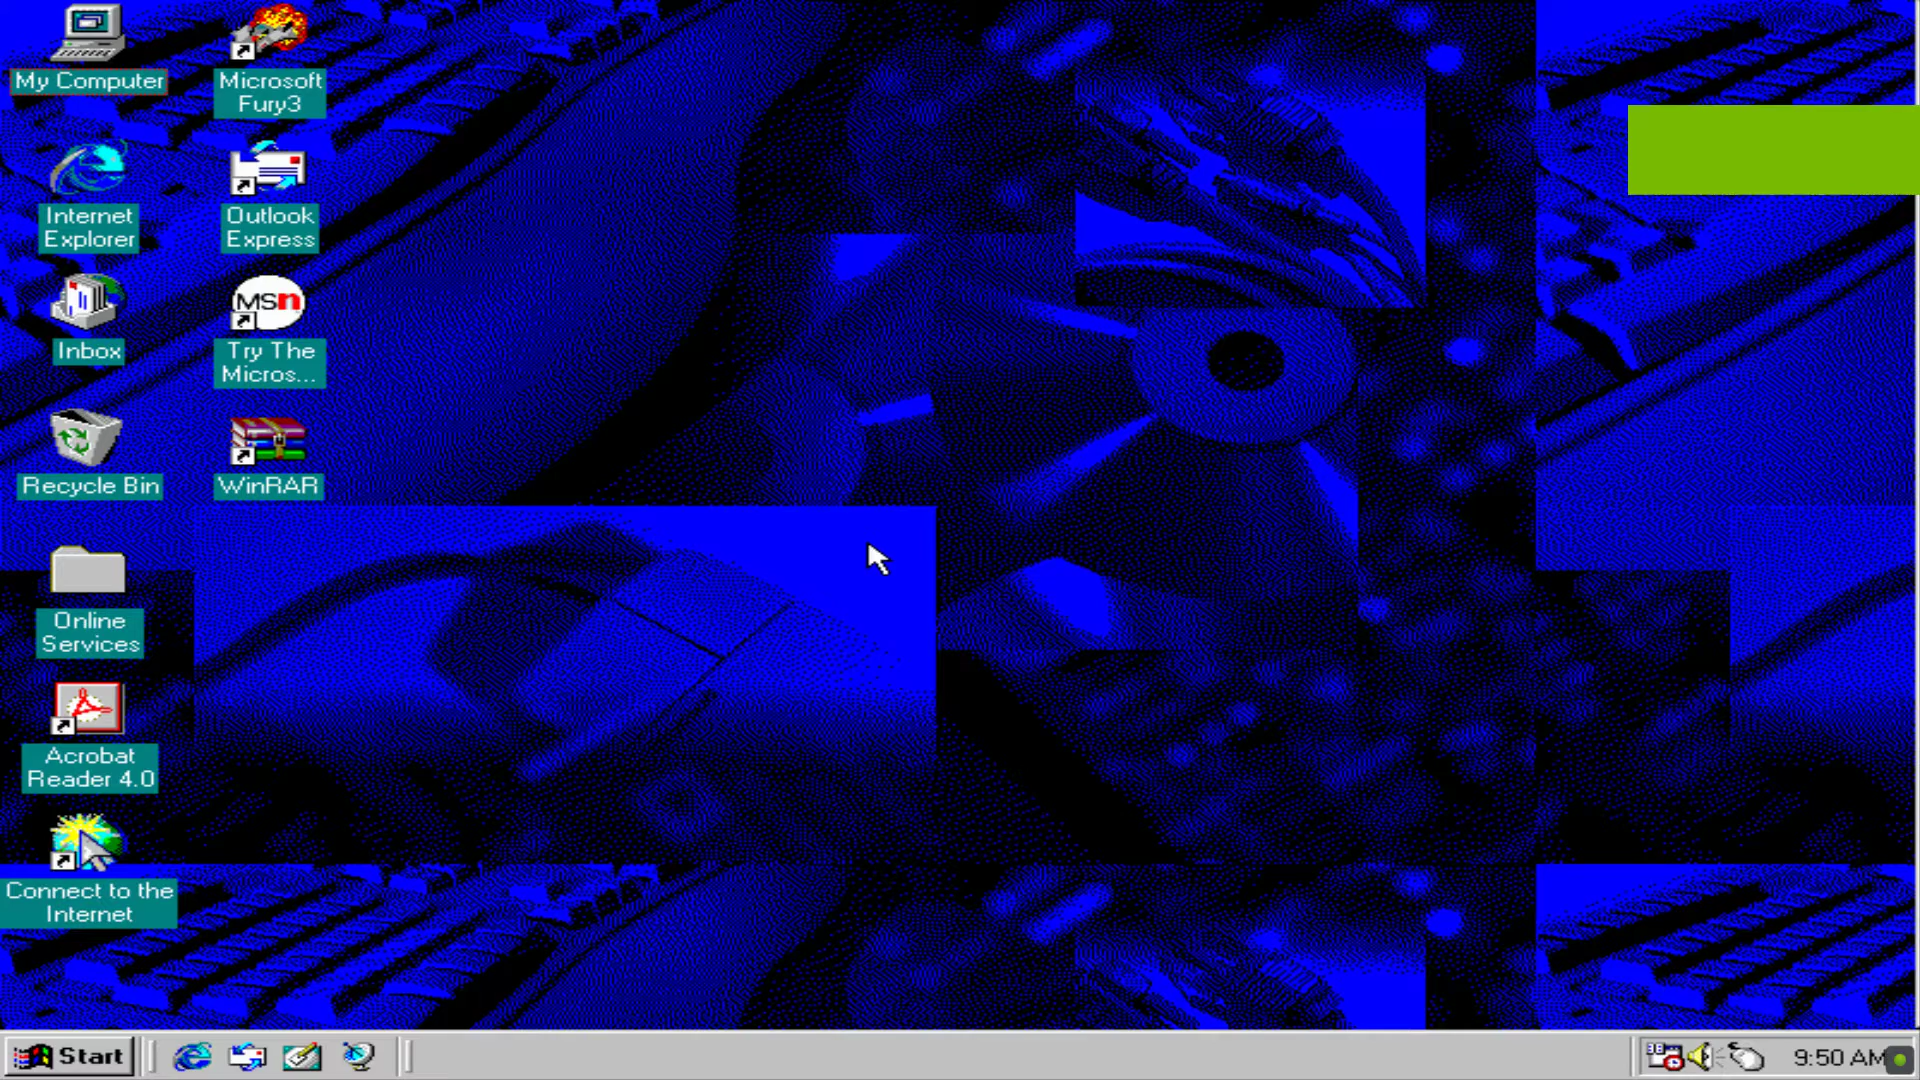 My Computer
Microsoft
Fury3
Internet
Explorer
Outlook
Express
Inbox
MSn
Try The
Micros...
Recycle Bin
WinRAR
Online
Services
Acrobat
Reader 4.0
Connect to the
Internet
Start
9:50 AM